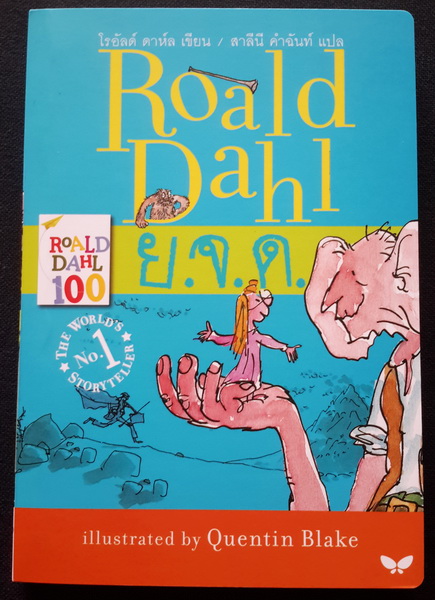 โรอัลด์ ดาห์ล เขียน / สาลินี คำฉันท์ แปล
Roald
Dahl
ย.จ.ด.
ROALD
DAHL
100
THE WORLD'S
No.1
STORYTELLER
illustrated by Quentin Blake